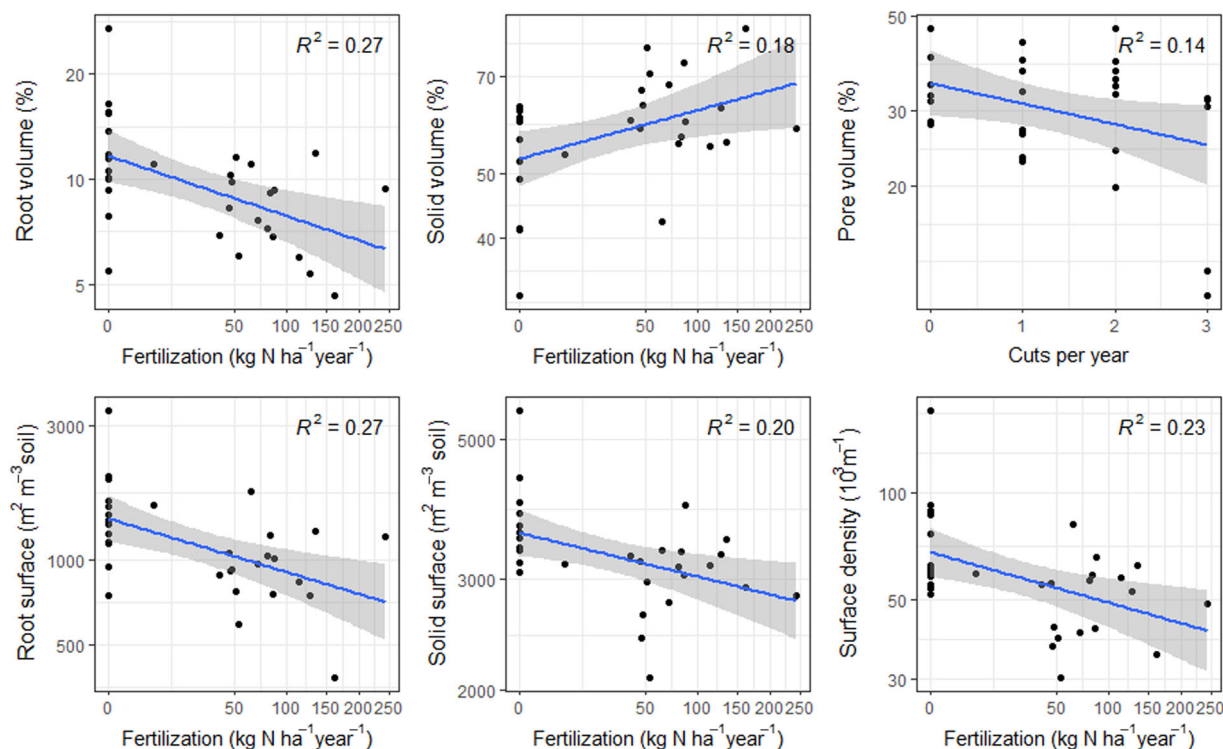 R² = 0.27
Root volume (%)
20
10
5
0 50 100 150 200 250
Fertilization (kg N ha⁻¹year⁻¹)
R² = 0.18
Solid volume (%)
70
50
40
0 50 100 150 200 250
Fertilization (kg N ha⁻¹year⁻¹)
R² = 0.14
Pore volume (%)
50
30
20
0 1 2 3
Cuts per year
R² = 0.27
Root surface (m² m⁻³ soil)
3000
1000
500
0 50 100 150 200 250
Fertilization (kg N ha⁻¹year⁻¹)
R² = 0.20
Solid surface (m² m⁻³ soil)
5000
3000
2000
0 50 100 150 200 250
Fertilization (kg N ha⁻¹year⁻¹)
R² = 0.23
Surface density (10³m⁻¹)
100
50
30
0 50 100 150 200 250
Fertilization (kg N ha⁻¹year⁻¹)